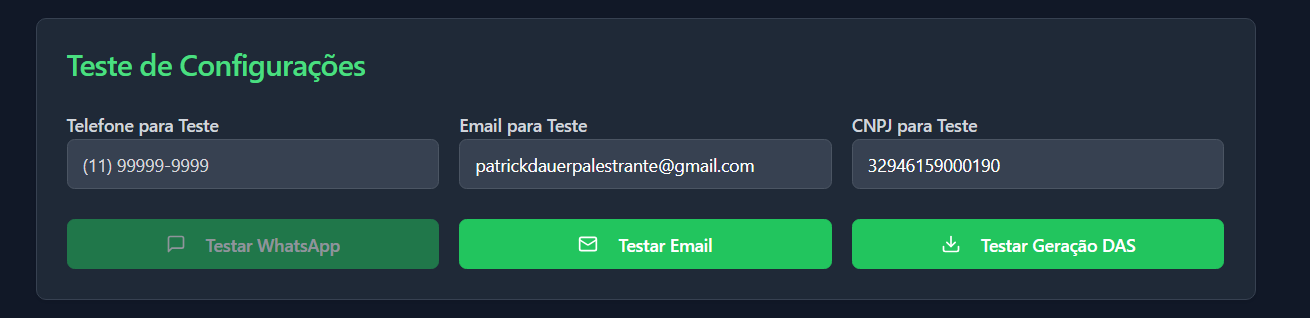 Teste de Configurações
Telefone para Teste
Email para Teste
CNPJ para Teste
(11) 99999-9999
patrickdauerpalestrante@gmail.com
32946159000190
Testar WhatsApp
Testar Email
Testar Geração DAS